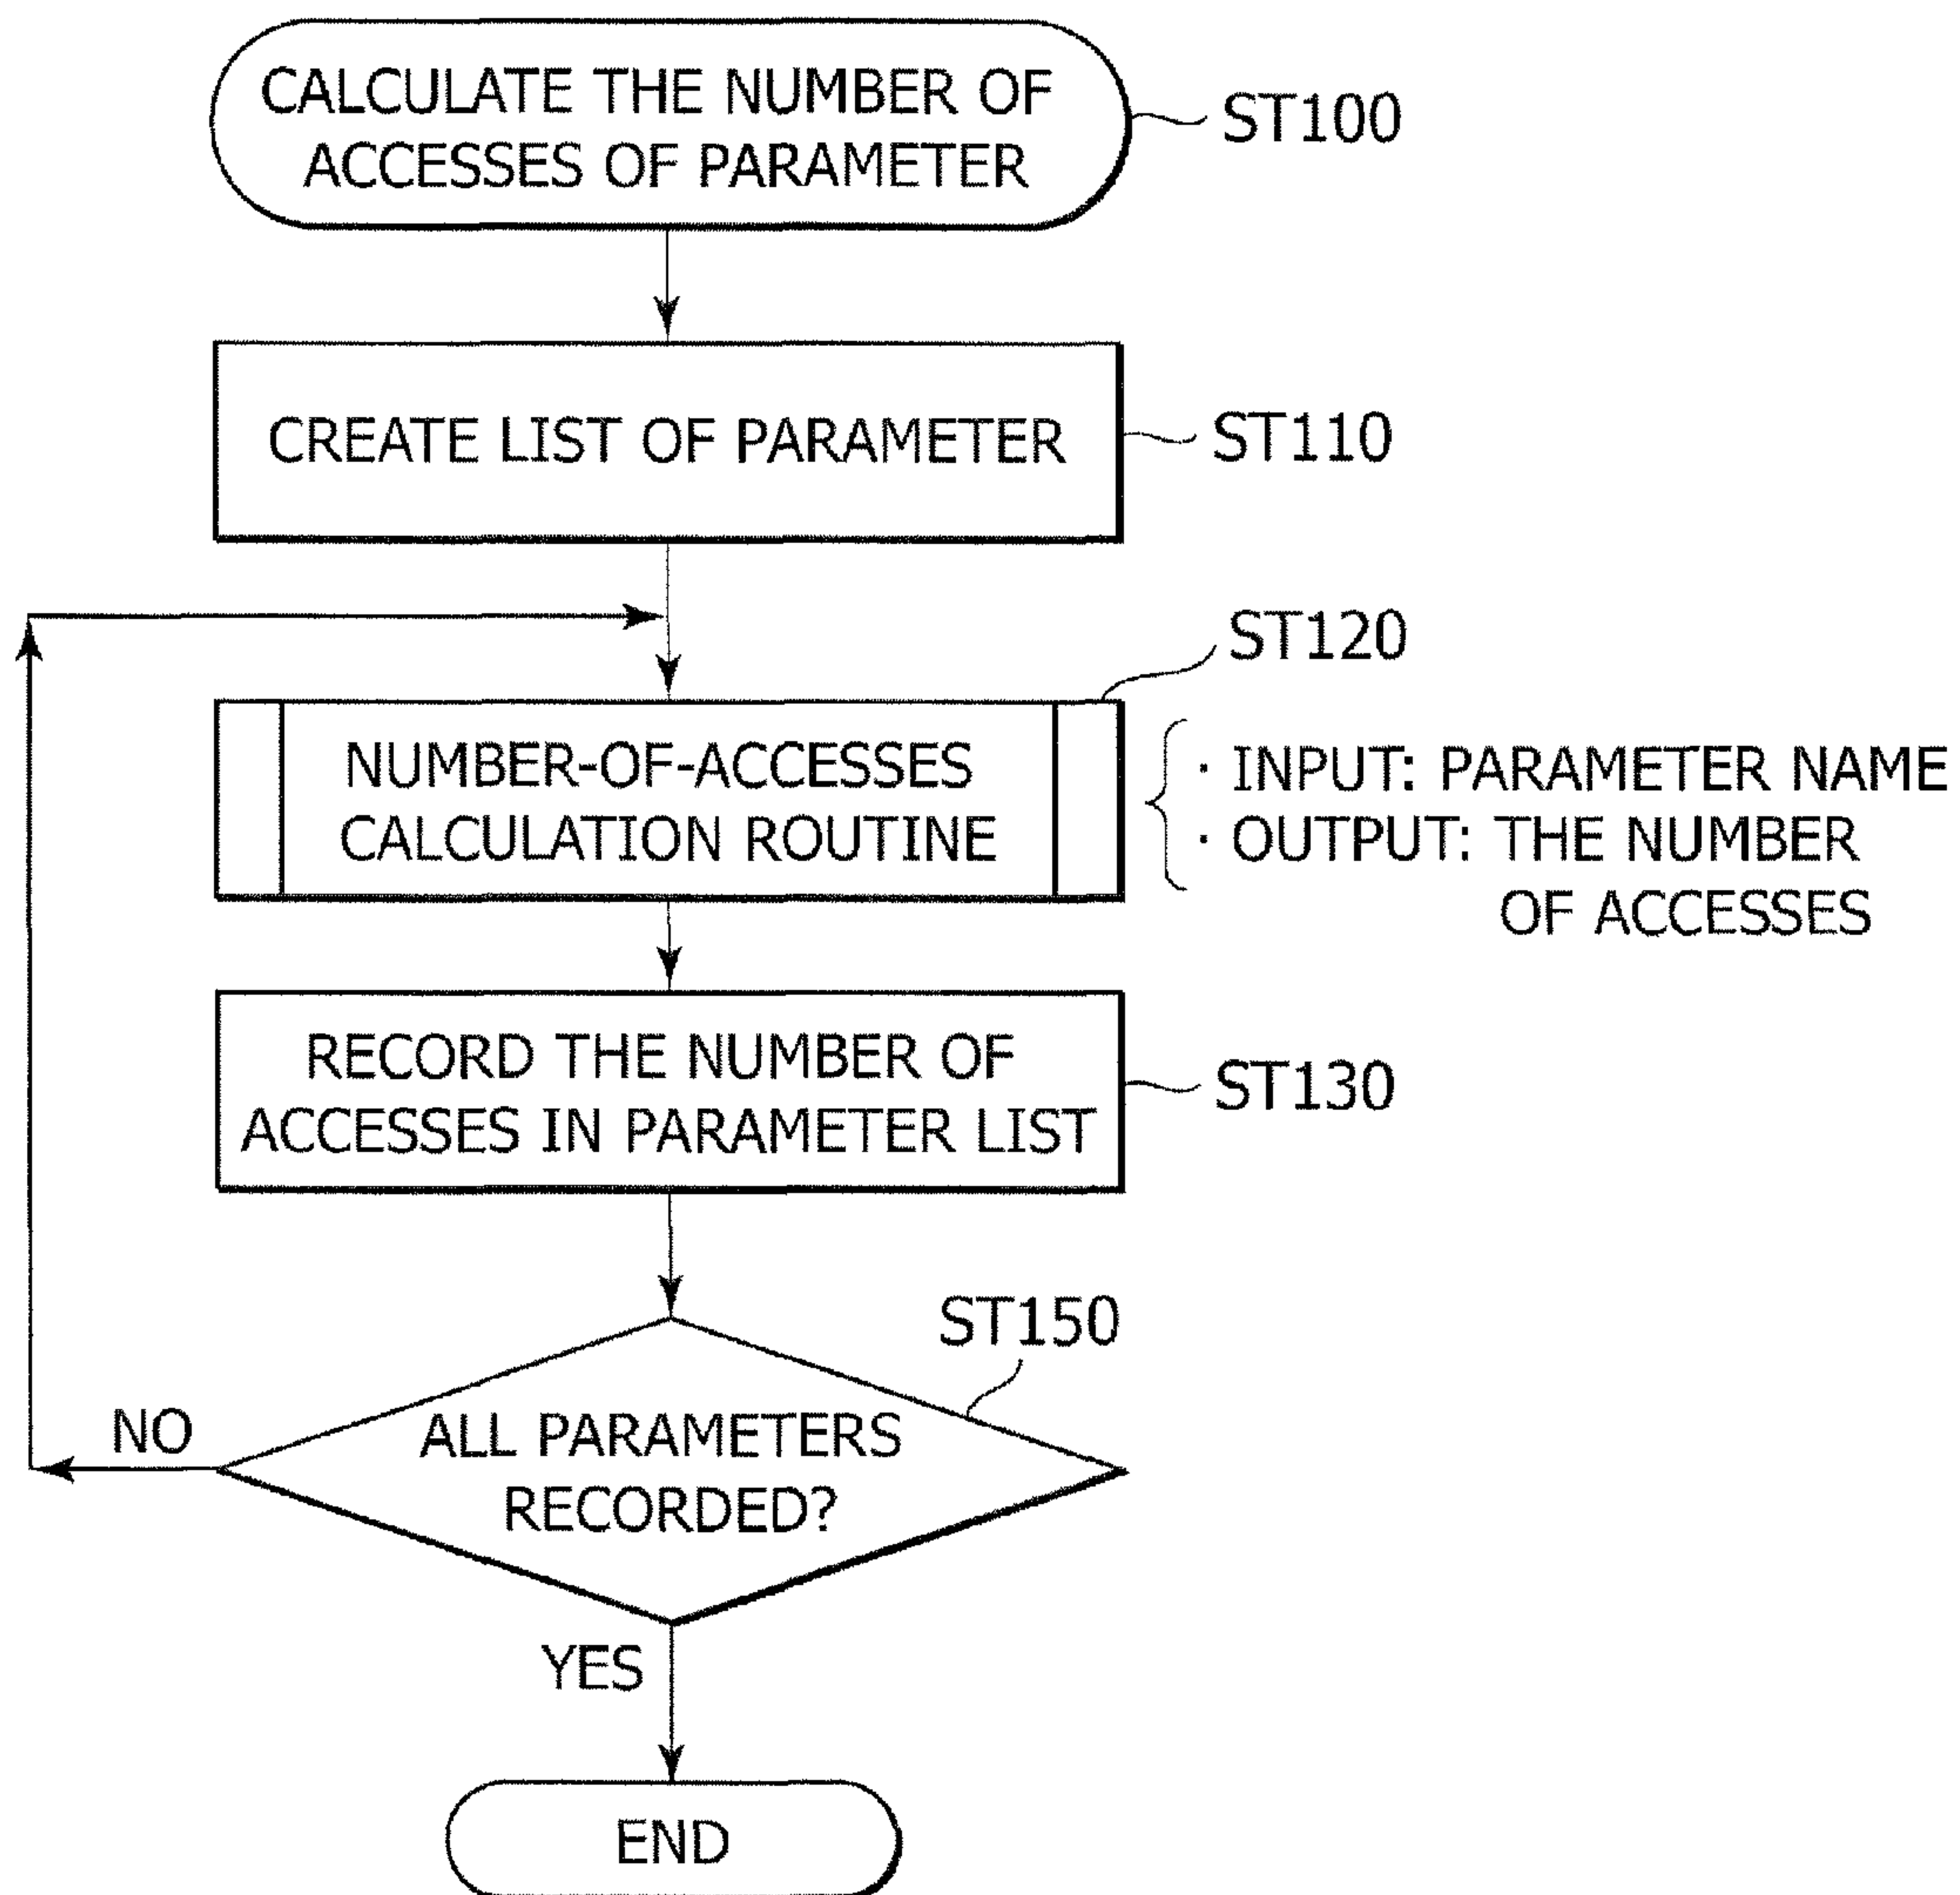 CALCULATE THE NUMBER OF
ACCESSES OF PARAMETER
ST100
CREATE LIST OF PARAMETER
ST110
ST120
NUMBER-OF-ACCESSES
CALCULATION ROUTINE
· INPUT: PARAMETER NAME
· OUTPUT: THE NUMBER
OF ACCESSES
RECORD THE NUMBER OF
ACCESSES IN PARAMETER LIST
ST130
ST150
ALL PARAMETERS
RECORDED?
NO
YES
END